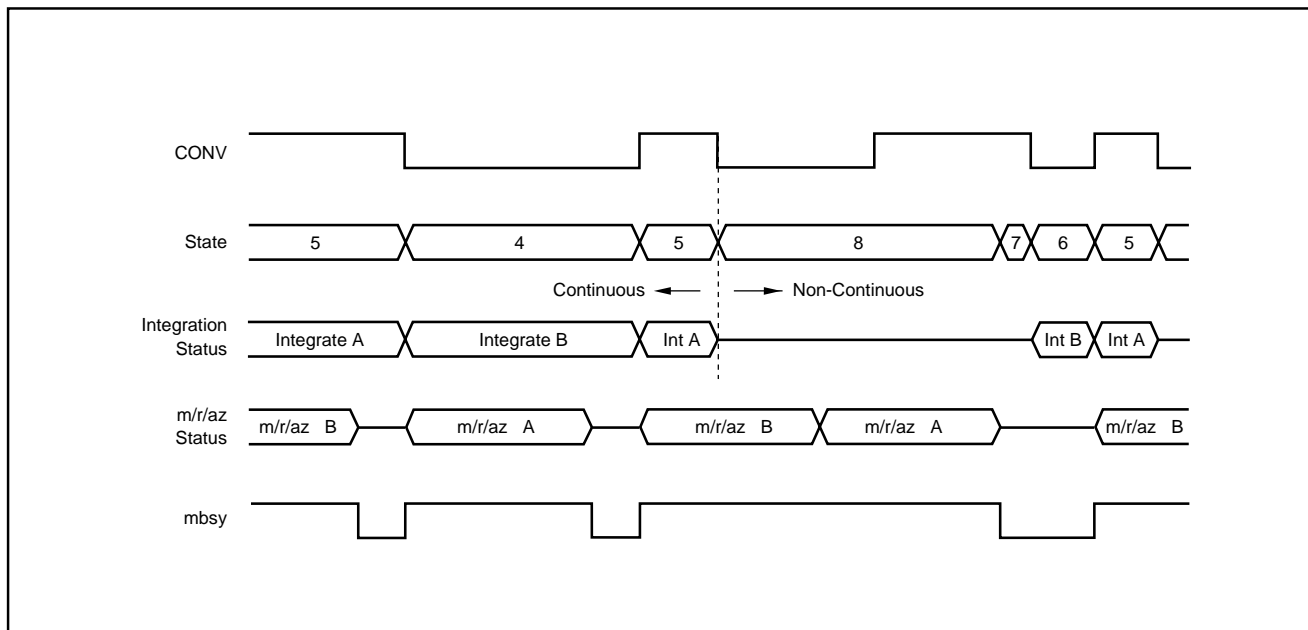 CONV
State 5 4 5 8 7 6 5
Continuous Non-Continuous
Integration
Status
Integrate A Integrate B Int A Int B Int A
m/r/az
Status
m/r/az B m/r/az A m/r/az B m/r/az A m/r/az B
mbsy